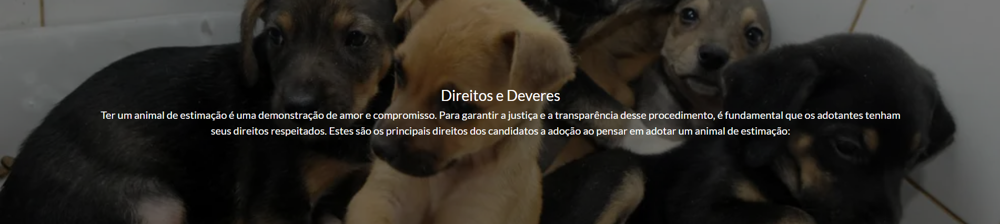 Direitos e Deveres
Ter um animal de estimação é uma demonstração de amor e compromisso. Para garantir a justiça e a transparência desse procedimento, é fundamental que os adotantes tenham
seus direitos respeitados. Estes são os principais direitos dos candidatos a adoção ao pensar em adotar um animal de estimação: